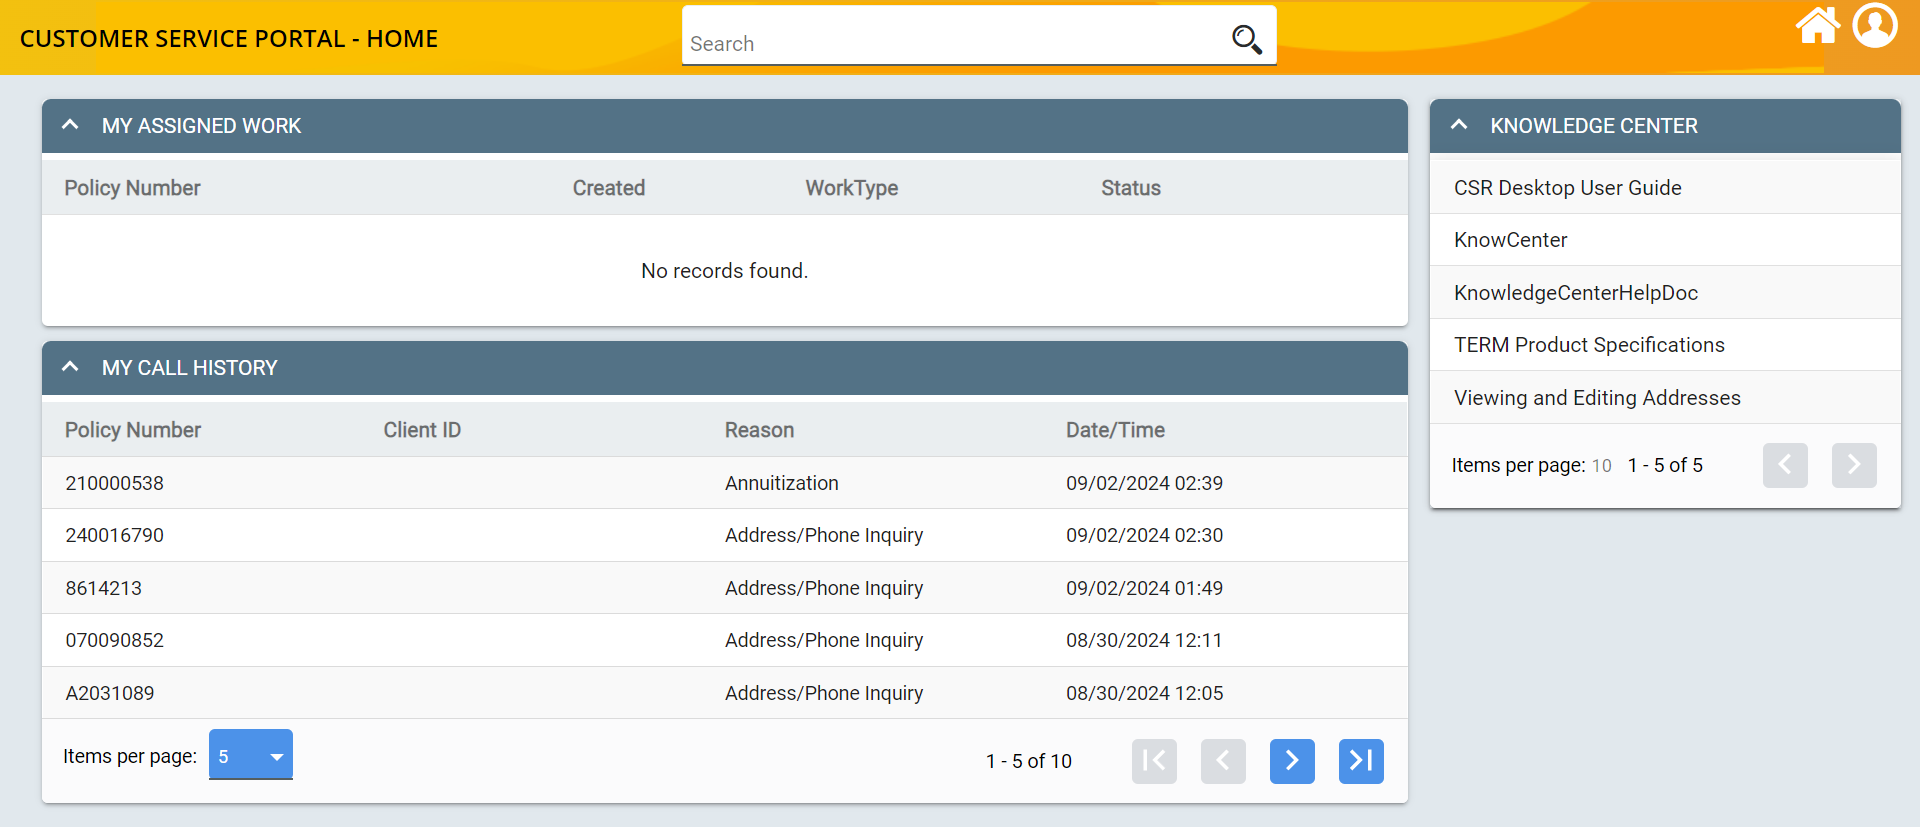 CUSTOMER SERVICE PORTAL - HOME
Search
MY ASSIGNED WORK
Policy Number Created WorkType Status
No records found.
MY CALL HISTORY
Policy Number Client ID Reason Date/Time
210000538 Annuitization 09/02/2024 02:39
240016790 Address/Phone Inquiry 09/02/2024 02:30
8614213 Address/Phone Inquiry 09/02/2024 01:49
070090852 Address/Phone Inquiry 08/30/2024 12:11
A2031089 Address/Phone Inquiry 08/30/2024 12:05
Items per page: 5 1 - 5 of 10
KNOWLEDGE CENTER
CSR Desktop User Guide
KnowCenter
KnowledgeCenterHelpDoc
TERM Product Specifications
Viewing and Editing Addresses
Items per page: 10 1 - 5 of 5